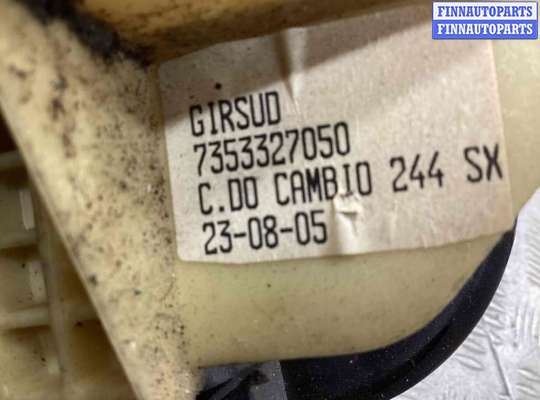 FINNAUTOPARTS
FINNAUTOPARTS
GIRSUD
7353327050
C.DO CAMBIO 244 SX
23-08-05